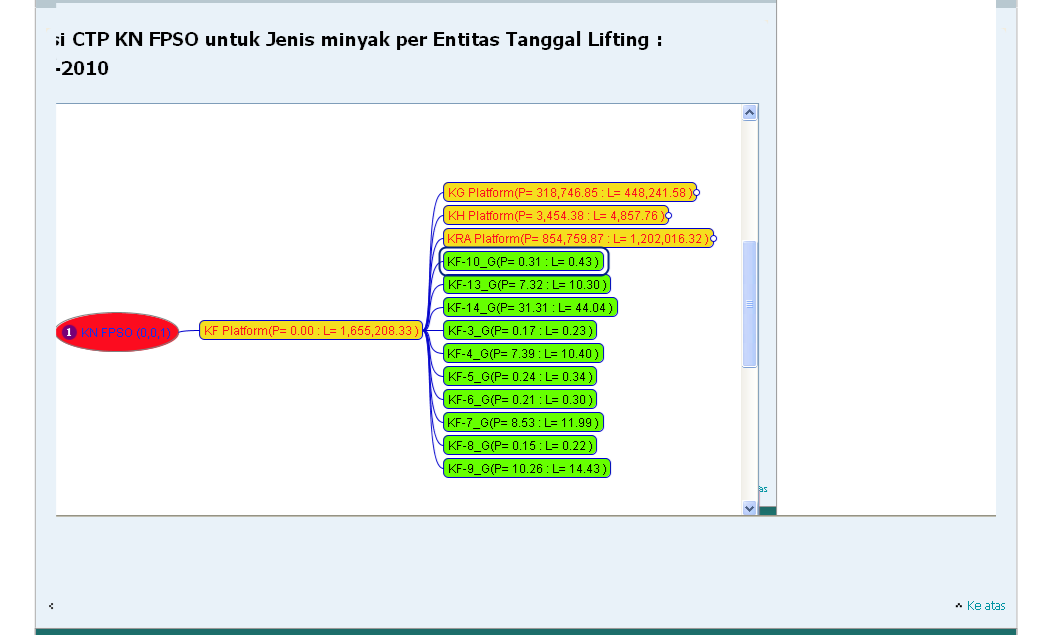 si CTP KN FPSO untuk Jenis minyak per Entitas Tanggal Lifting :
-2010
KG Platform(P= 318,746.85 : L= 448,241.58 )
KH Platform(P= 3,454.38 : L= 4,857.76 )
KRA Platform(P= 854,759.87 : L= 1,202,016.32 )
KF-10_G(P= 0.31 : L= 0.43 )
KF-13_G(P= 7.32 : L= 10.30 )
KF-14_G(P= 31.31 : L= 44.04 )
1 KN FPSO (0,0,1)
KF Platform(P= 0.00 : L= 1,655,208.33 )
KF-3_G(P= 0.17 : L= 0.23 )
KF-4_G(P= 7.39 : L= 10.40 )
KF-5_G(P= 0.24 : L= 0.34 )
KF-6_G(P= 0.21 : L= 0.30 )
KF-7_G(P= 8.53 : L= 11.99 )
KF-8_G(P= 0.15 : L= 0.22 )
KF-9_G(P= 10.26 : L= 14.43 )
as
Ke atas